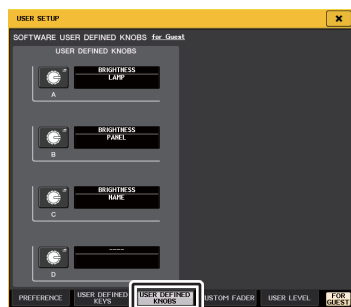 USER SETUP
SOFTWARE USER DEFINED KNOBS for Guest
USER DEFINED KNOBS
BRIGHTNESS
LAMP
A
BRIGHTNESS
PANEL
B
BRIGHTNESS
NAME
C
----
D
PREFERENCE
USER DEFINED
KEYS
USER DEFINED
KNOBS
USTOM FADER
USER LEVEL
FOR
GUEST